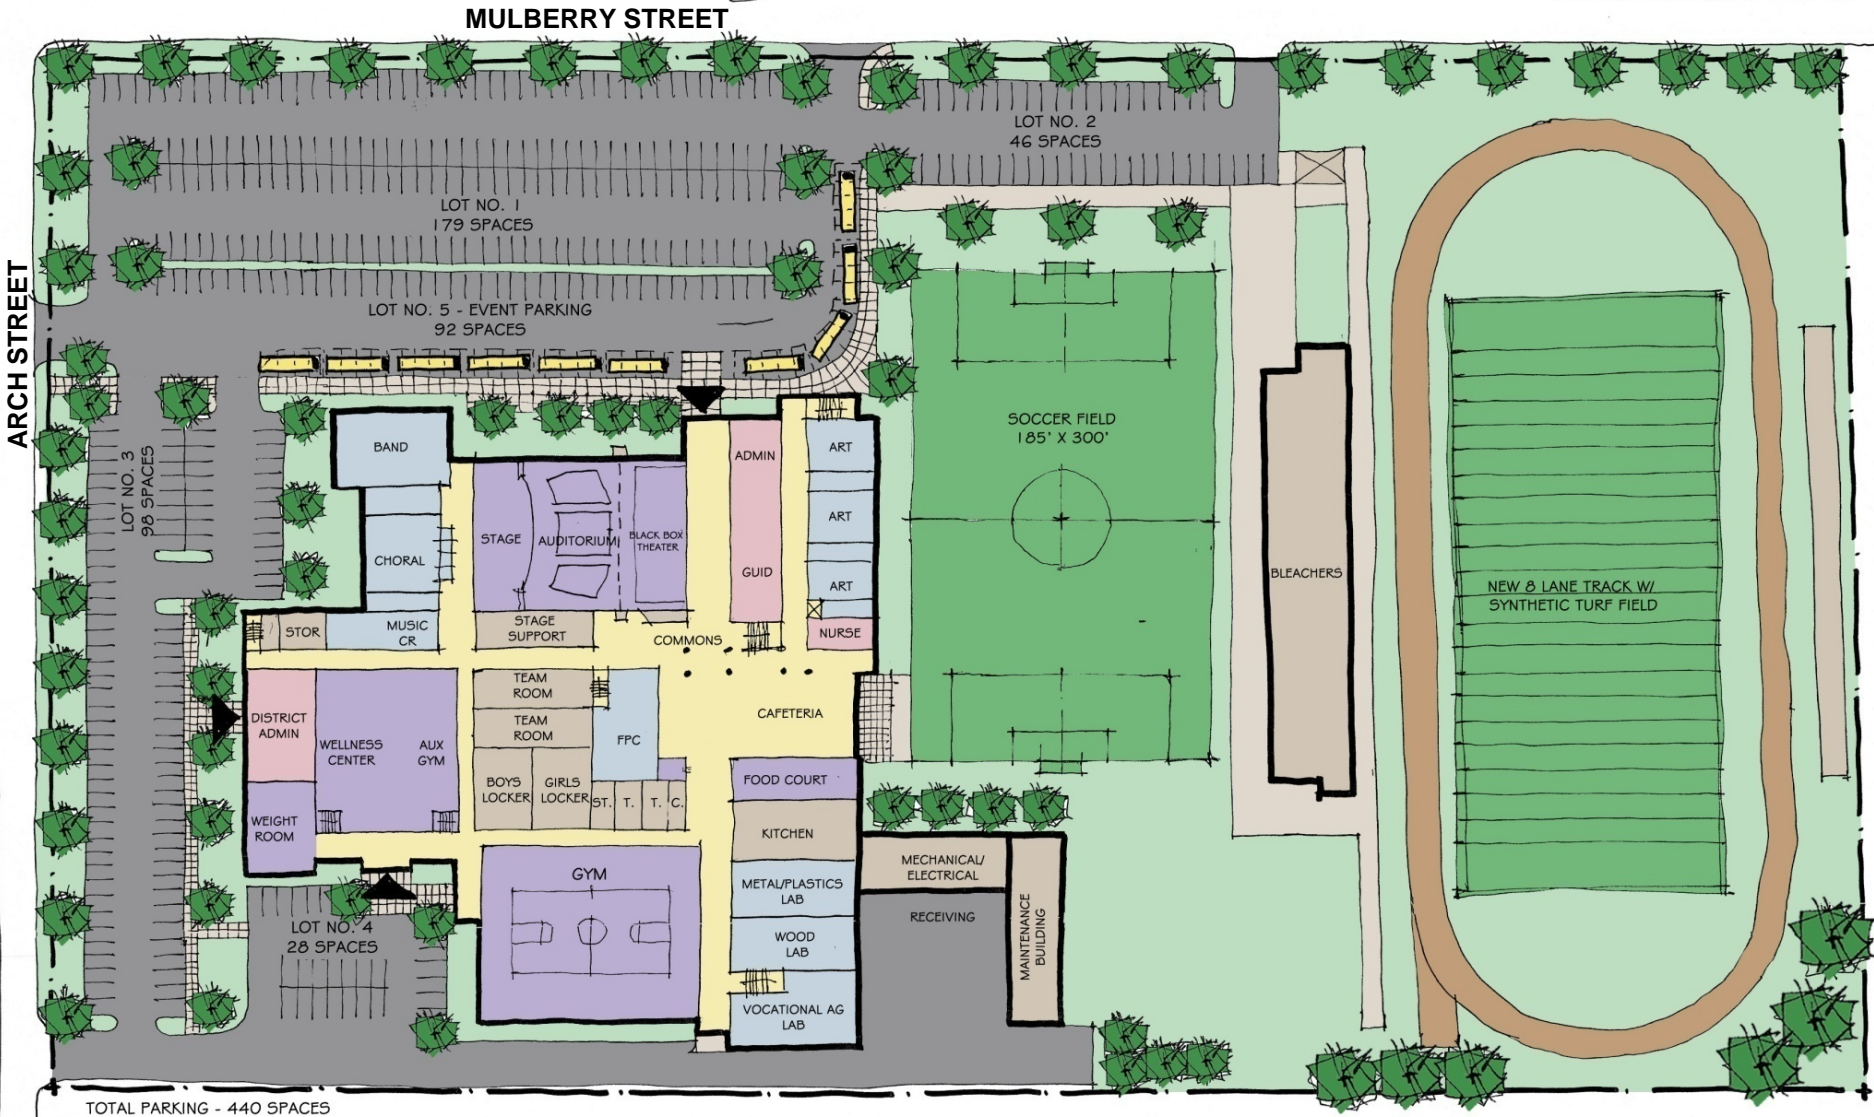 MULBERRY STREET
LOT NO. 2
46 SPACES
LOT NO. 1
179 SPACES
ARCH STREET
LOT NO. 5 - EVENT PARKING
92 SPACES
LOT NO. 3
98 SPACES
BAND
ADMIN
ART
SOCCER FIELD
185' X 300'
STAGE
AUDITORIUM
BLACK BOX
THEATER
ART
CHORAL
GUID
ART
BLEACHERS
NEW 8 LANE TRACK W/
SYNTHETIC TURF FIELD
STOR
MUSIC
CR
STAGE
SUPPORT
COMMONS
NURSE
TEAM
ROOM
DISTRICT
ADMIN
TEAM
ROOM
CAFETERIA
WELLNESS
CENTER
AUX
GYM
FPC
BOYS
LOCKER
GIRLS
LOCKER
ST.
T.
T.
C.
FOOD COURT
WEIGHT
ROOM
KITCHEN
GYM
MECHANICAL/
ELECTRICAL
METAL/PLASTICS
LAB
RECEIVING
MAINTENANCE
BUILDING
LOT NO. 4
28 SPACES
WOOD
LAB
VOCATIONAL AG
LAB
TOTAL PARKING - 440 SPACES